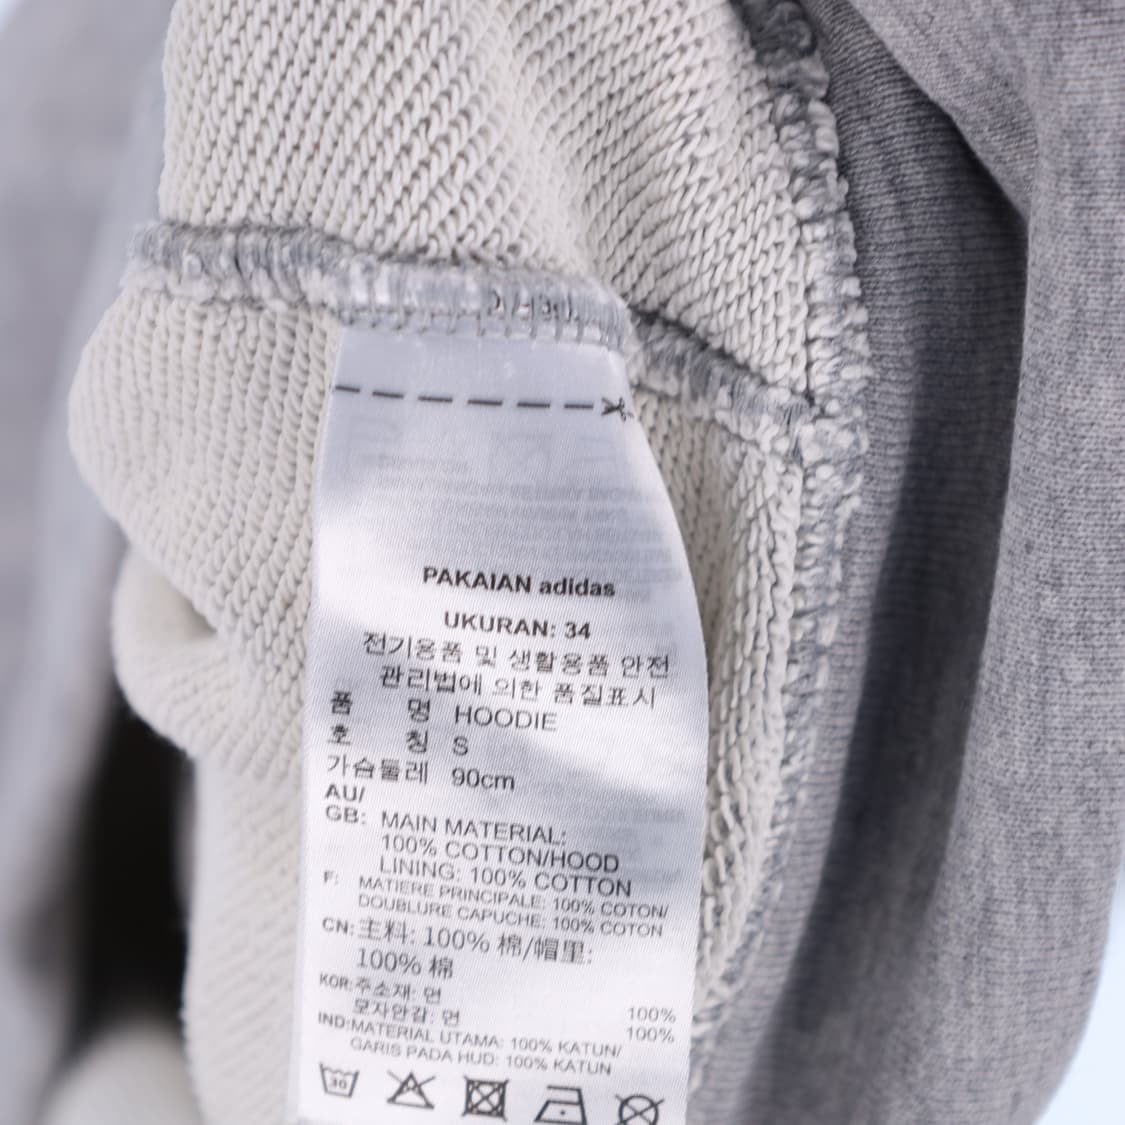 PAKAIAN adidas
UKURAN: 34
전기용품 및 생활용품 안전
관리법에 의한 품질표시
품 명 HOODIE
호 칭 S
가슴둘레 90cm
AU/
GB: MAIN MATERIAL:
100% COTTON/HOOD
LINING: 100% COTTON
F: MATIERE PRINCIPALE: 100% COTON/
DOUBLURE CAPUCHE: 100% COTON
CN: 主料: 100% 棉/帽里:
100% 棉
KOR: 주소재: 면 100%
모자안감: 면 100%
IND: MATERIAL UTAMA: 100% KATUN/
GARIS PADA HUD: 100% KATUN
30